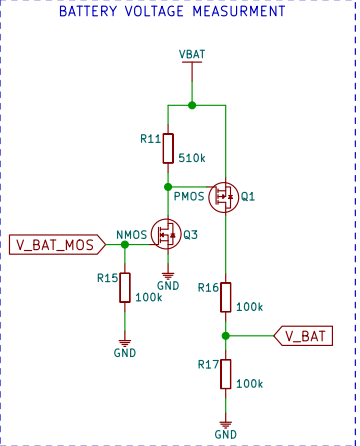 BATTERY VOLTAGE MEASURMENT
VBAT
R11
510k
PMOS
Q1
NMOS
Q3
V_BAT_MOS
GND
R15
100k
GND
R16
100k
V_BAT
R17
100k
GND